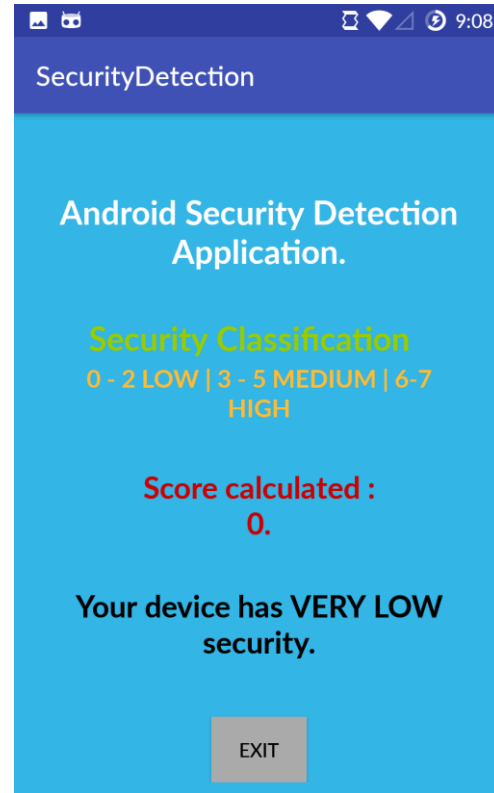 9:08
SecurityDetection
Android Security Detection
Application.
Security Classification
0 - 2 LOW | 3 - 5 MEDIUM | 6-7
HIGH
Score calculated :
0.
Your device has VERY LOW
security.
EXIT